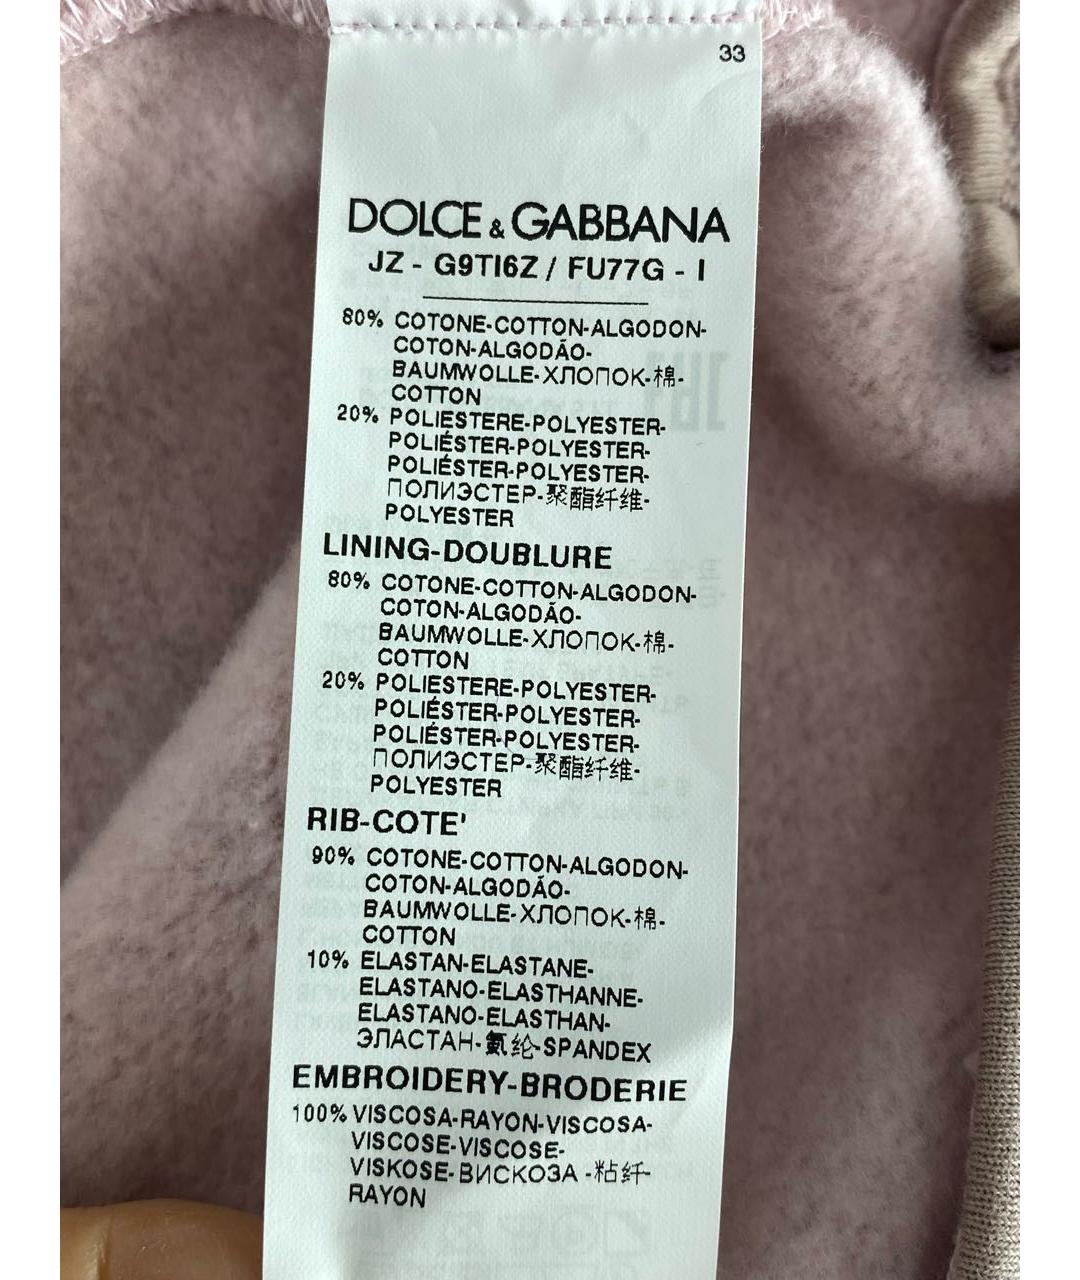 33
DOLCE & GABBANA
JZ - G9TI6Z / FU77G - I
80% COTONE-COTTON-ALGODON-
COTON-ALGODÃO-
BAUMWOLLE-ХЛОПОК-棉-
COTTON
20% POLIESTERE-POLYESTER-
POLIÉSTER-POLYESTER-
POLIÉSTER-POLYESTER-
ПОЛИЭСТЕР-聚酯纤维-
POLYESTER
LINING-DOUBLURE
80% COTONE-COTTON-ALGODON-
COTON-ALGODÃO-
BAUMWOLLE-ХЛОПОК-棉-
COTTON
20% POLIESTERE-POLYESTER-
POLIÉSTER-POLYESTER-
POLIÉSTER-POLYESTER-
ПОЛИЭСТЕР-聚酯纤维-
POLYESTER
RIB-COTE'
90% COTONE-COTTON-ALGODON-
COTON-ALGODÃO-
BAUMWOLLE-ХЛОПОК-棉-
COTTON
10% ELASTAN-ELASTANE-
ELASTANO-ELASTHANNE-
ELASTANO-ELASTHAN-
ЭЛАСТАН-氨纶-SPANDEX
EMBROIDERY-BRODERIE
100% VISCOSA-RAYON-VISCOSA-
VISCOSE-VISCOSE-
VISKOSE-ВИСКОЗА -粘纤-
RAYON